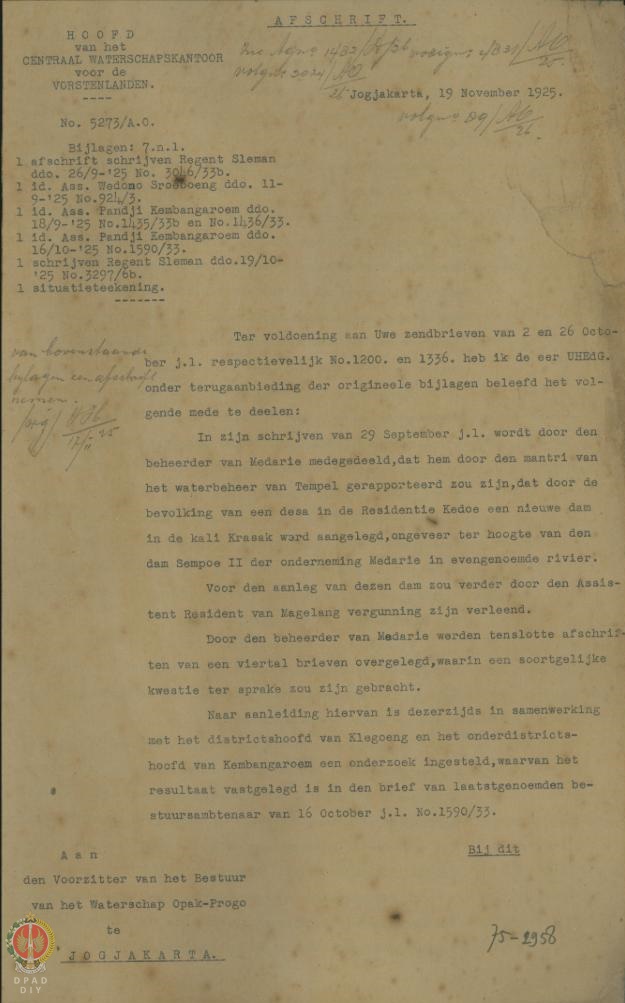 AFSCHRIFT.
HOOFD
van het
CENTRAAL WATERSCHAPSKANTOOR
voor de
VORSTENLANDEN.
----
Jogjakarta, 19 November 1925.
No. 5273/A.O.
Bijlagen: 7.n.l.
1 afschrift schrijven Regent Sleman
ddo. 26/9-'25 No. 3046/33b.
1 id. Ass. Wedono Sroeboeng ddo. 11-
9-'25 No.924/3.
1 id. Ass. Pandji Kembangaroem ddo.
18/9-'25 No.1435/33b en No.1436/33.
1 id. Ass. Pandji Kembangaroem ddo.
16/10-'25 No.1590/33.
1 schrijven Regent Sleman ddo.19/10-
'25 No.3297/6b.
1 situatieteekening.
-------
van bovenstaande
bylagen een afschrift
nemen.
Ter voldoening aan Uwe zendbrieven van 2 en 26 Octo-
ber j.l. respectievelijk No.1200. en 1336. heb ik de eer UHEdG.
onder terugaanbieding der origineele bijlagen beleefd het vol-
gende mede te deelen:
In zijn schrijven van 29 September j.l. wordt door den
beheerder van Medarie medegedeeld,dat hem door den mantri van
het waterbeheer van Tempel gerapporteerd zou zijn,dat door de
bevolking van een desa in de Residentie Kedoe een nieuwe dam
in de kali Krasak werd aangelegd,ongeveer ter hoogte van den
dam Sempoe II der onderneming Medarie in evengenoemde rivier.
Voor den aanleg van dezen dam zou verder door den Assis-
tent Resident van Magelang vergunning zijn verleend.
Door den beheerder van Medarie werden tenslotte afschrif-
ten van een viertal brieven overgelegd,waarin een soortgelijke
kwestie ter sprake zou zijn gebracht.
Naar aanleiding hiervan is dezerzijds in samenwerking
met het districtshoofd van Klegoeng en het onderdistricts-
hoofd van Kembangaroem een onderzoek ingesteld,waarvan het
resultaat vastgelegd is in den brief van laatstgenoemden be-
stuursambtenaar van 16 October j.l. No.1590/33.
Bij dit
Aan
den Voorzitter van het Bestuur
van het Waterschap Opak-Progo
te
JOGJAKARTA.
75-2958
DPAD
DIY